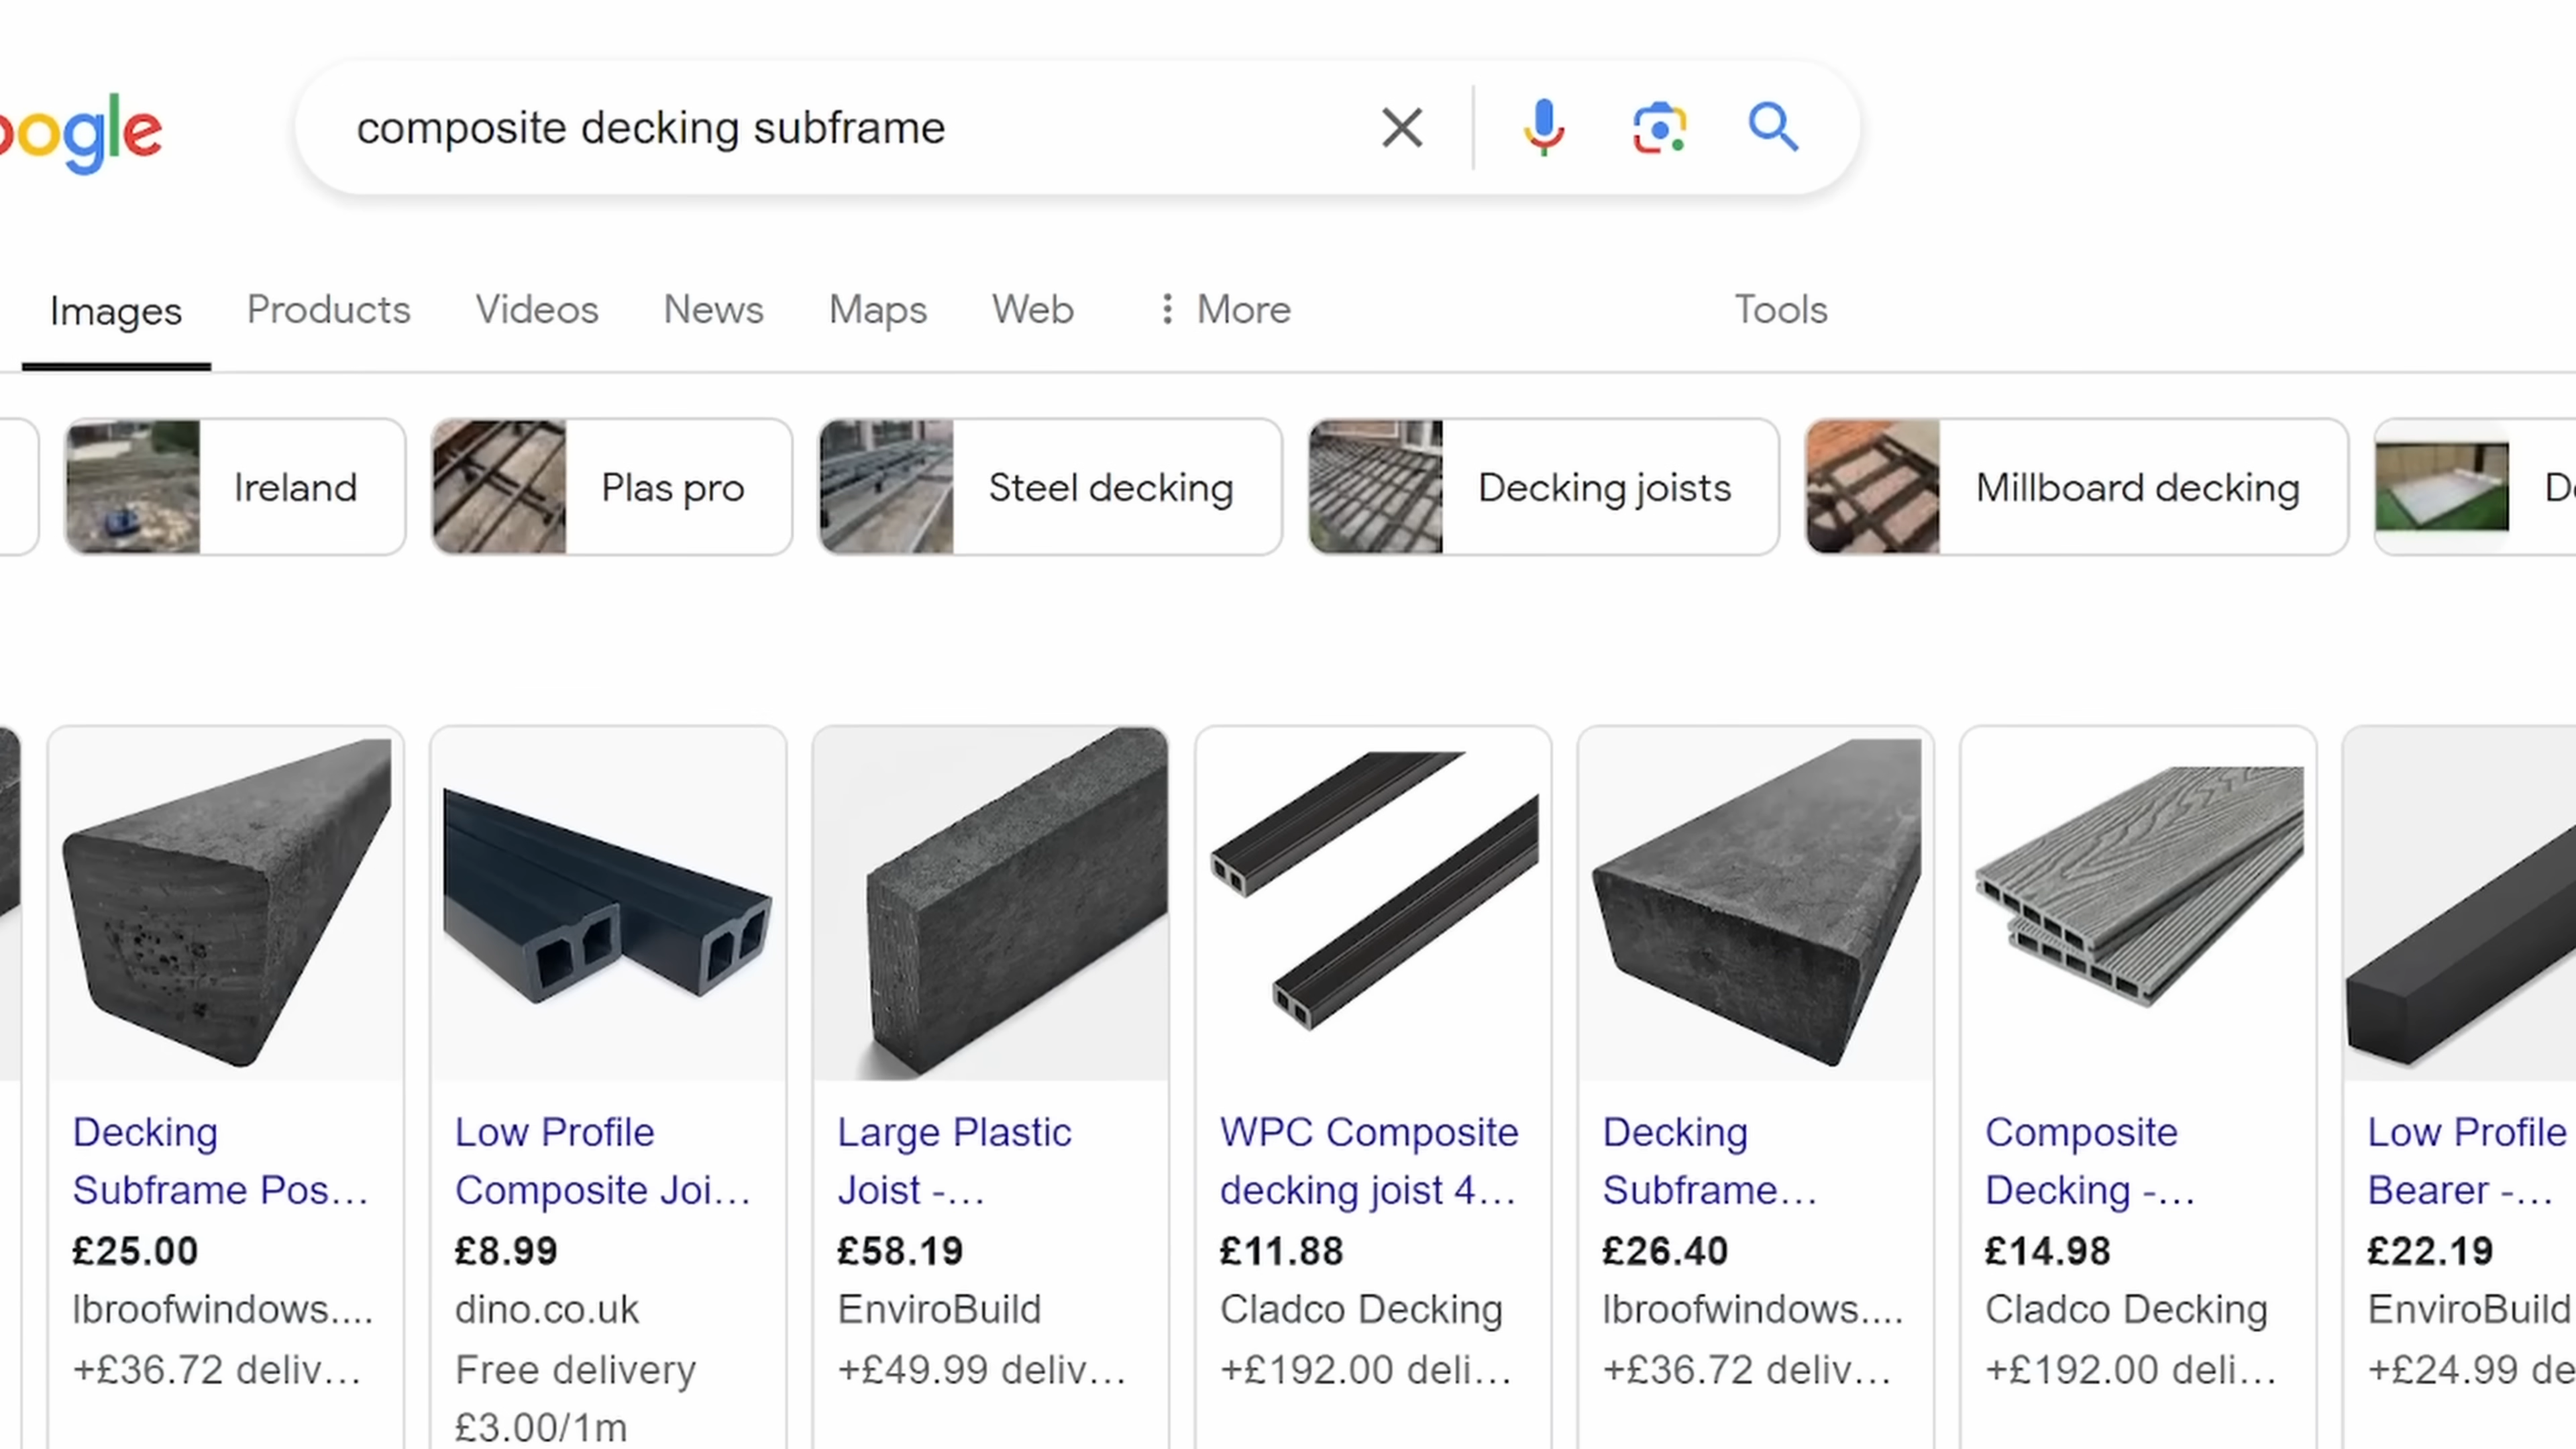 oogle
composite decking subframe
Images Products Videos News Maps Web More Tools
Ireland Plas pro Steel decking Decking joists Millboard decking
Decking
Subframe Pos...
£25.00
lbroofwindows....
+£36.72 deliv...
Low Profile
Composite Joi...
£8.99
dino.co.uk
Free delivery
£3.00/1m
Large Plastic
Joist -...
£58.19
EnviroBuild
+£49.99 deliv...
WPC Composite
decking joist 4...
£11.88
Cladco Decking
+£192.00 deli...
Decking
Subframe...
£26.40
lbroofwindows....
+£36.72 deliv...
Composite
Decking -...
£14.98
Cladco Decking
+£192.00 deli...
Low Profile
Bearer -...
£22.19
EnviroBuild
+£24.99 de